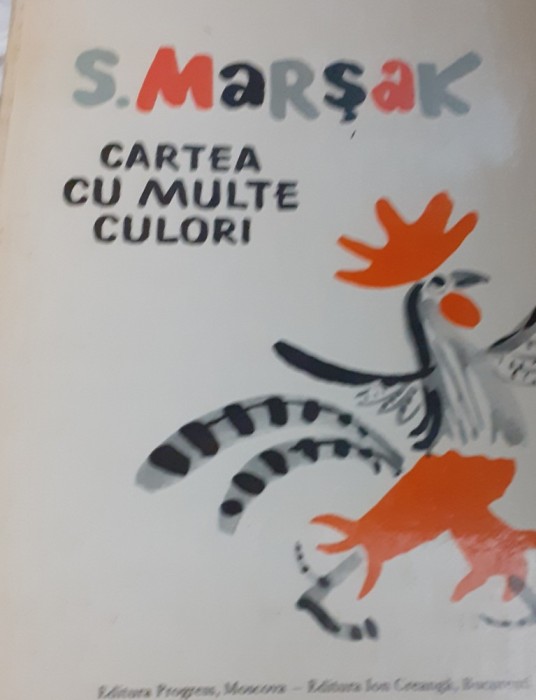 S. Marşak
CARTEA
CU MULTE
CULORI
Editura Progres, Moscova — Editura Ion Creangă, Bucureşti